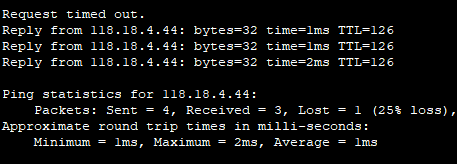 Request timed out.
Reply from 118.18.4.44: bytes=32 time=1ms TTL=126
Reply from 118.18.4.44: bytes=32 time=1ms TTL=126
Reply from 118.18.4.44: bytes=32 time=2ms TTL=126
Ping statistics for 118.18.4.44:
Packets: Sent = 4, Received = 3, Lost = 1 (25% loss),
Approximate round trip times in milli-seconds:
Minimum = 1ms, Maximum = 2ms, Average = 1ms